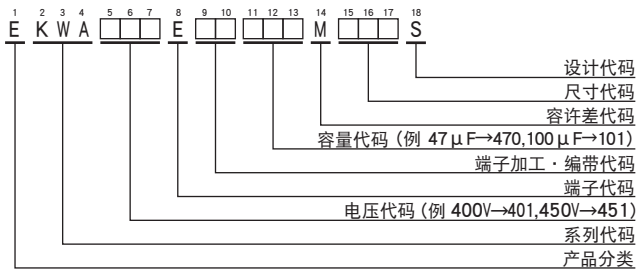 1 2 3 4 5 6 7 8 9 10 11 12 13 14 15 16 17 18
E K W A □□□ E □□ □□□ M □□□ S
设计代码
尺寸代码
容许差代码
容量代码（例 47μF→470,100μF→101）
端子加工・编带代码
端子代码
电压代码（例 400V→401,450V→451）
系列代码
产品分类